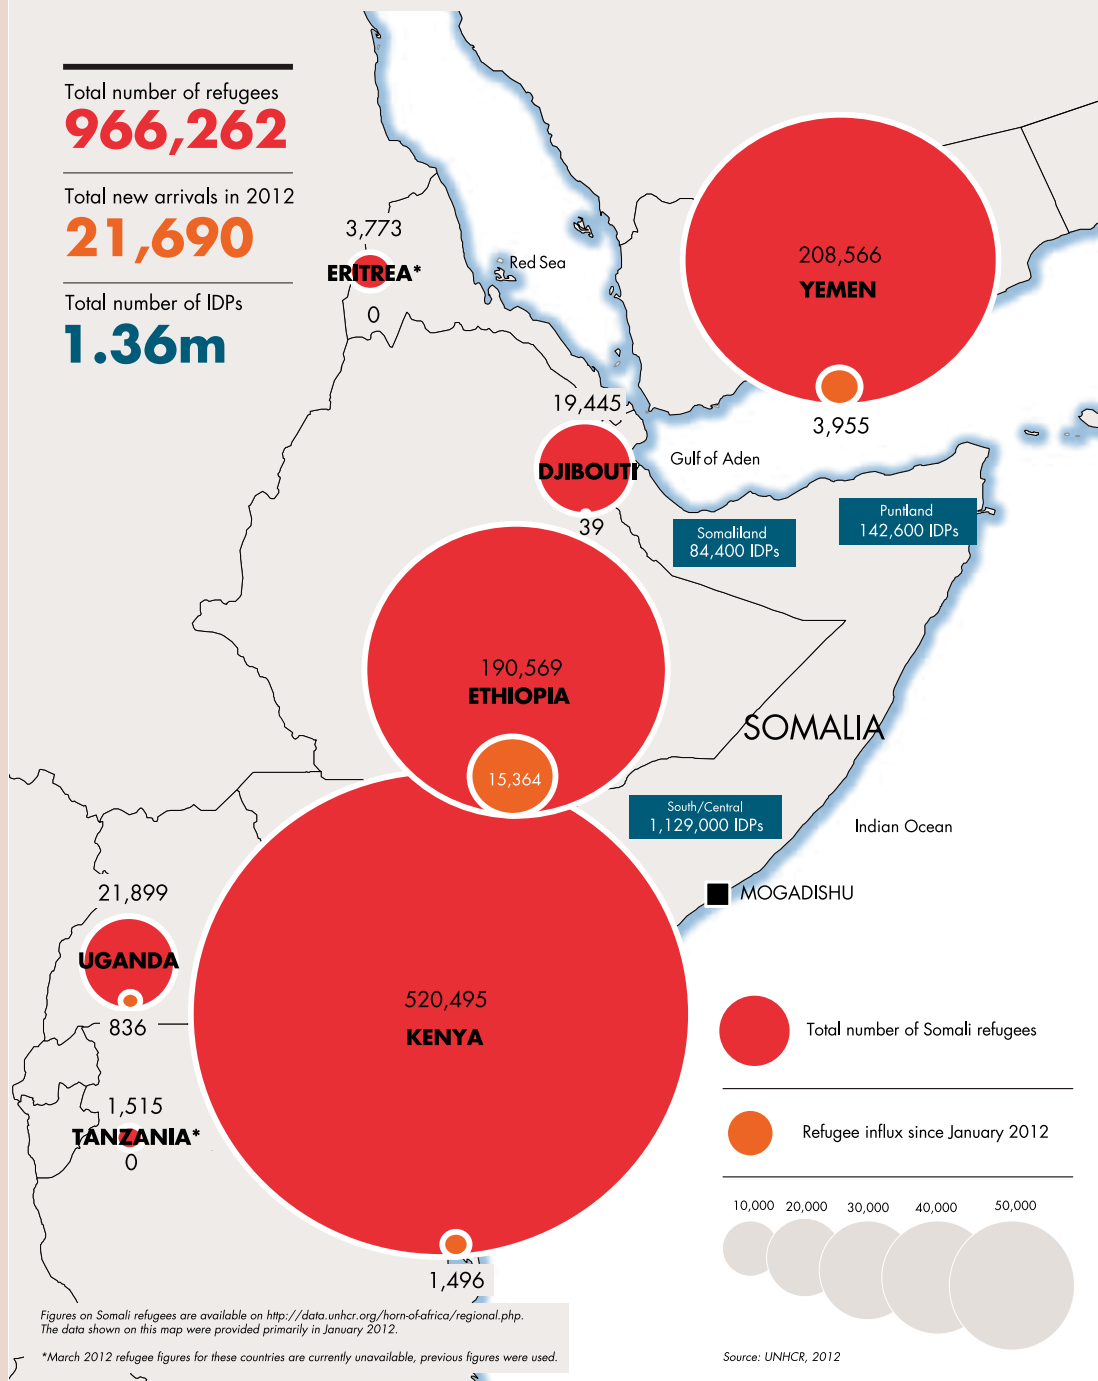 Total number of refugees
966,262
Total new arrivals in 2012
21,690
Total number of IDPs
1.36m
3,773
ERITREA*
0
Red Sea
208,566
YEMEN
3,955
19,445
DJIBOUTI
39
Gulf of Aden
Somaliland
84,400 IDPs
Puntland
142,600 IDPs
190,569
ETHIOPIA
15,364
SOMALIA
South/Central
1,129,000 IDPs
Indian Ocean
MOGADISHU
21,899
UGANDA
836
520,495
KENYA
1,496
1,515
TANZANIA*
0
Total number of Somali refugees
Refugee influx since January 2012
10,000 20,000 30,000 40,000 50,000
Figures on Somali refugees are available on http://data.unhcr.org/horn-of-africa/regional.php.
The data shown on this map were provided primarily in January 2012.
*March 2012 refugee figures for these countries are currently unavailable, previous figures were used.
Source: UNHCR, 2012